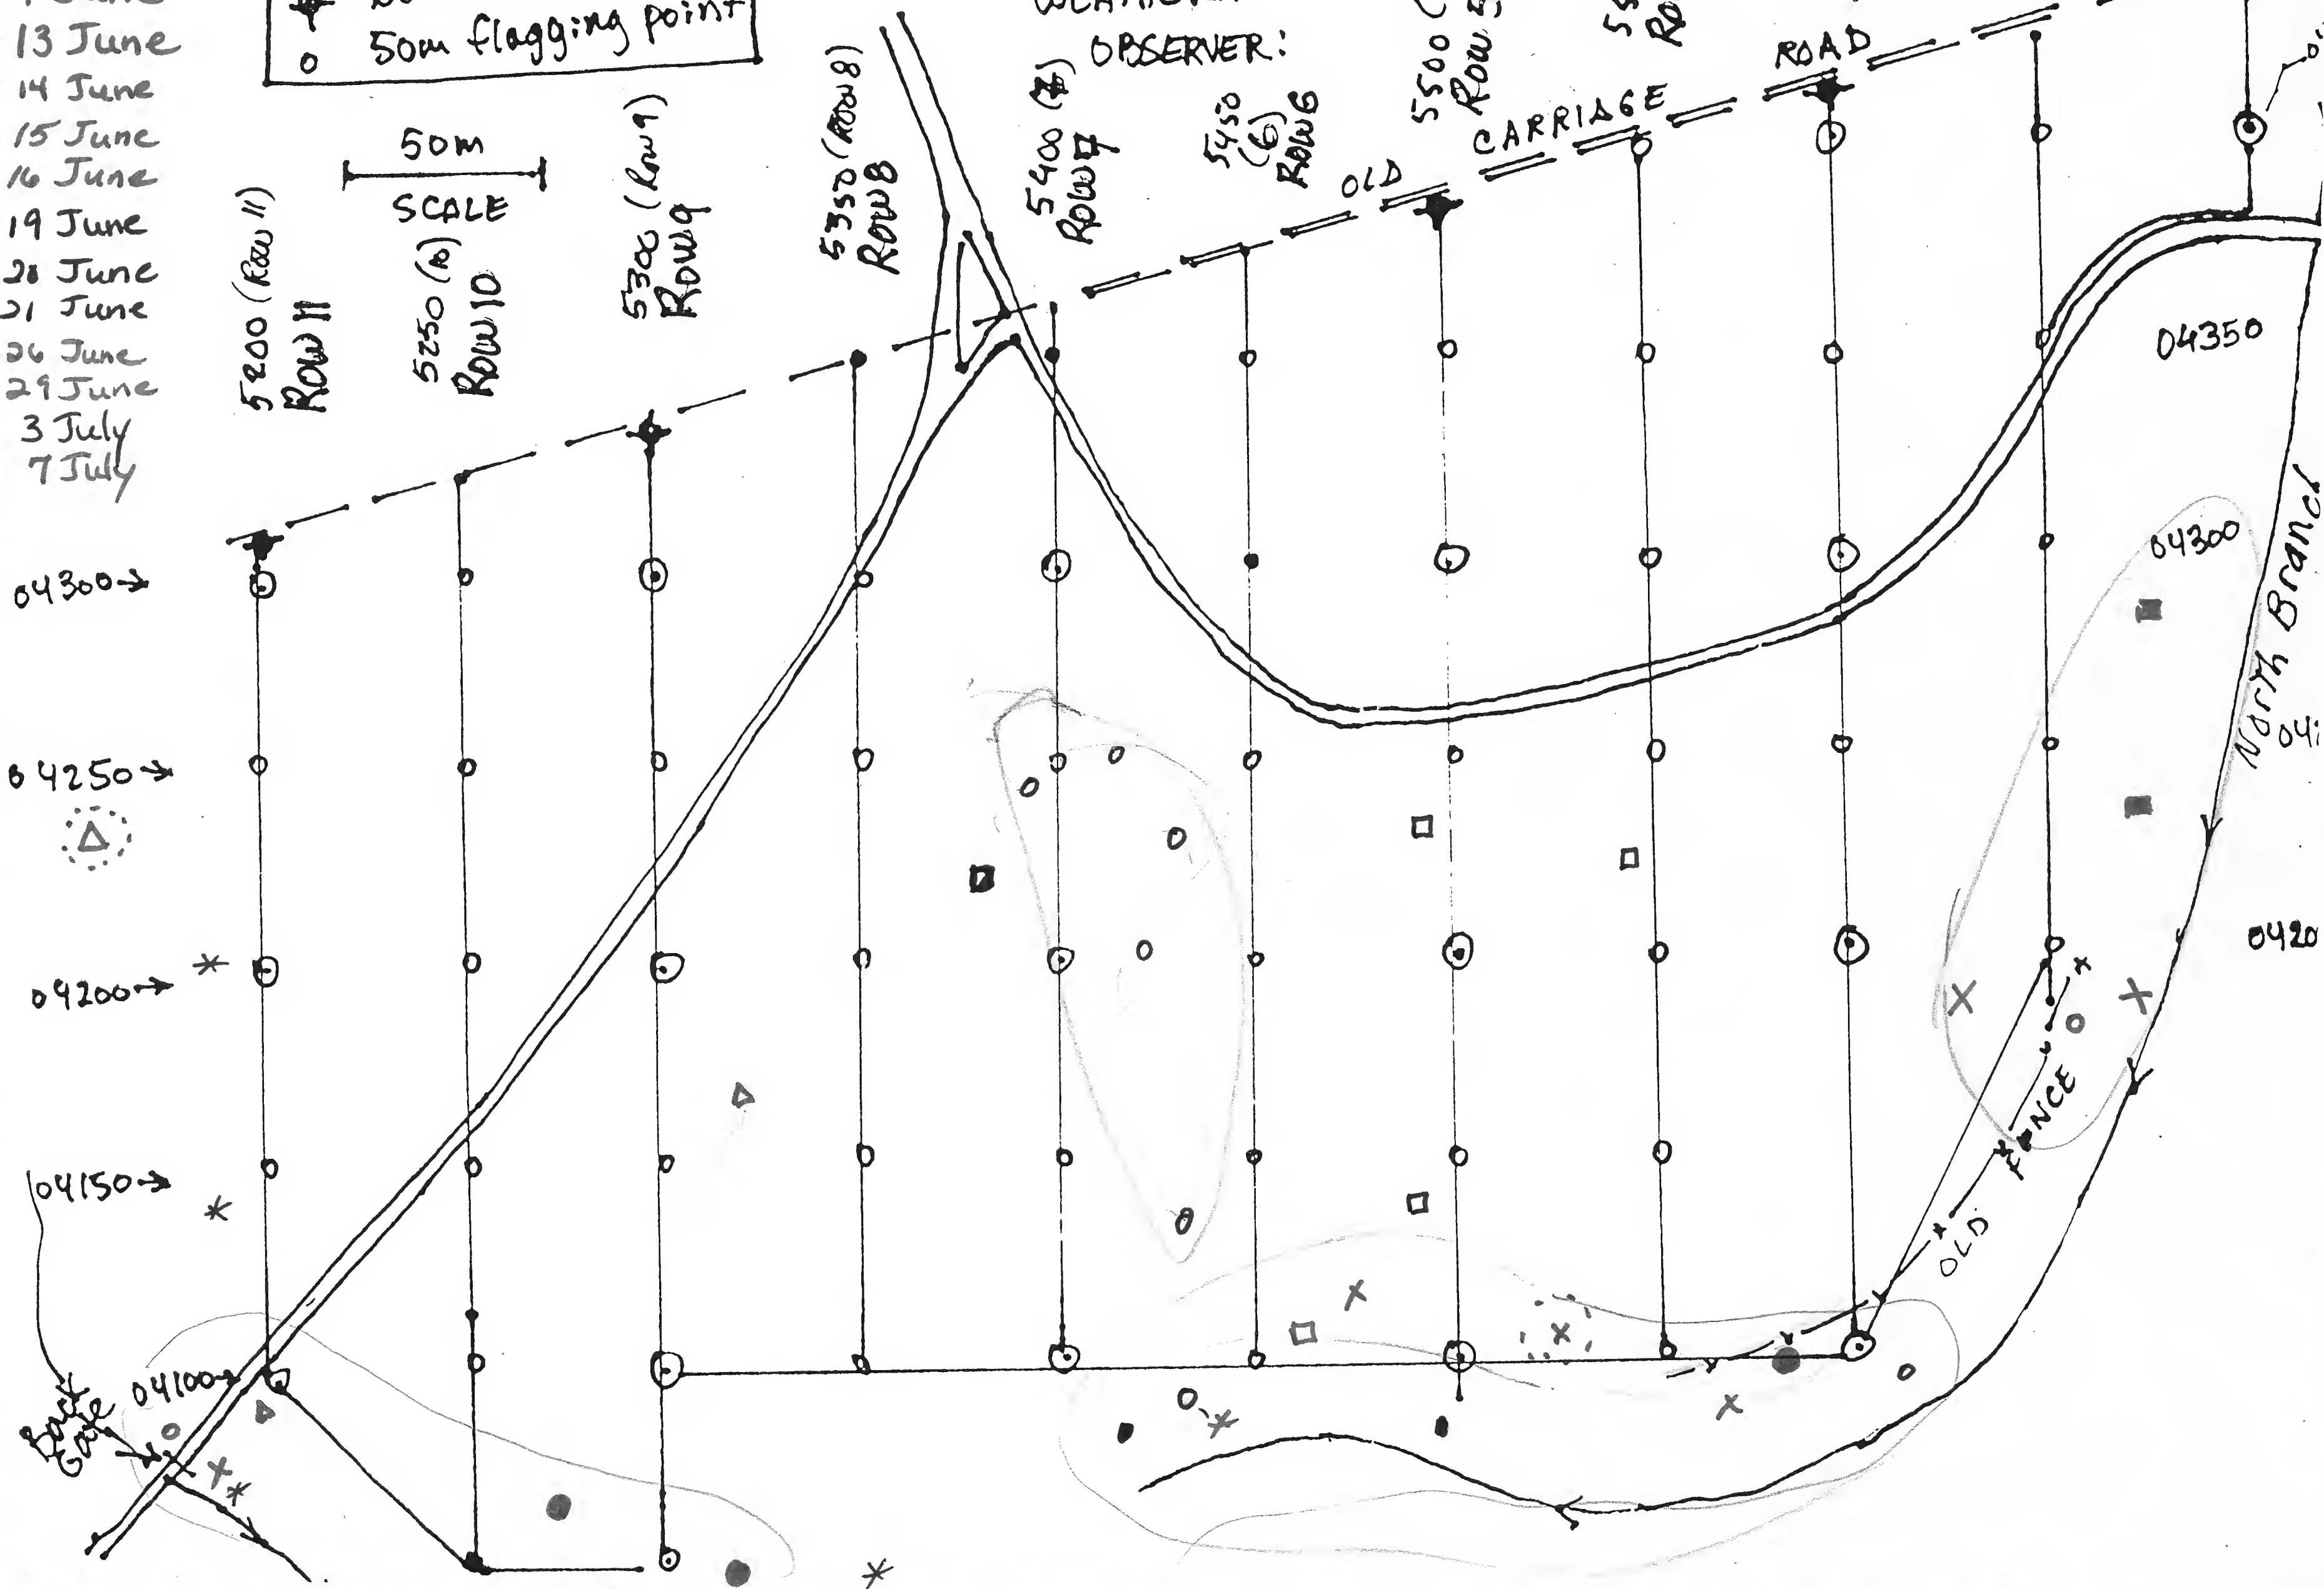 13 June
14 June
15 June
16 June
19 June
20 June
21 June
26 June
29 June
3 July
7 July
50m flagging point
50m
SCALE
OBSERVER:
5200 (Row 11)
ROW 11
5250 (10)
ROW 10
5300 (Row 9)
ROW 9
5350 (Row 8)
ROW 8
5400 (7)
ROW 7
5450
(6)
ROW 6
5500 (
ROW 5
OLD CARRIAGE ROAD
04350
04300
North Branch
0420
04300→
04250→
04200→
04150→
04100→
Back
Gate
OLD FENCE